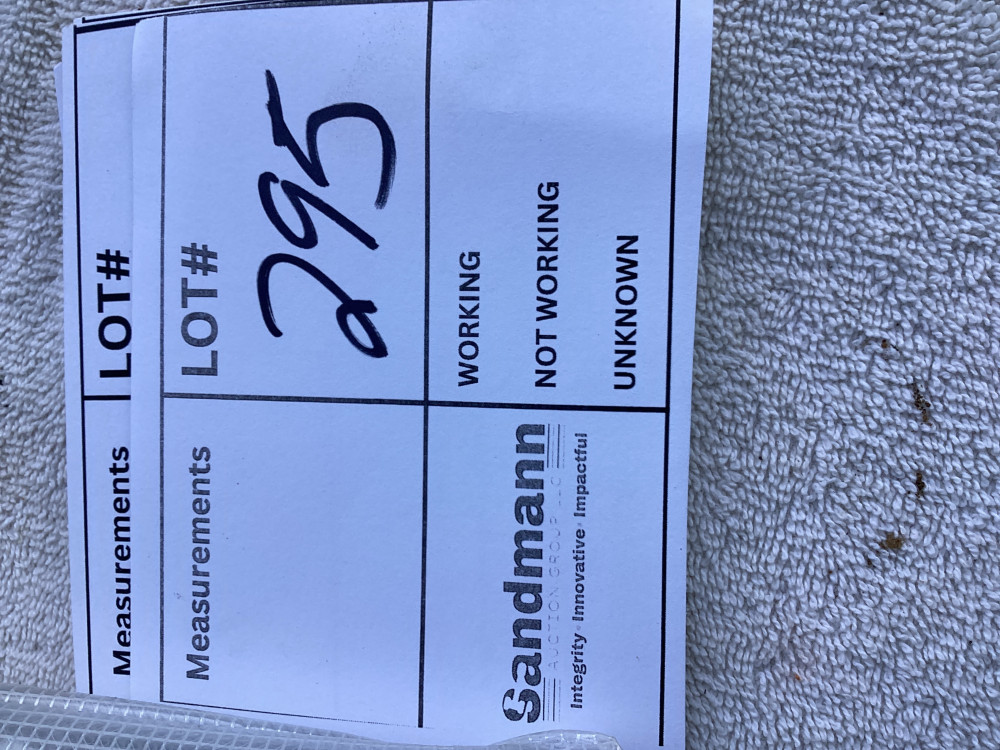 Measurements LOT#
Measurements LOT#
295
Sandmann
AUCTION GROUP LLC
Integrity · Innovative · Impactful
WORKING
NOT WORKING
UNKNOWN